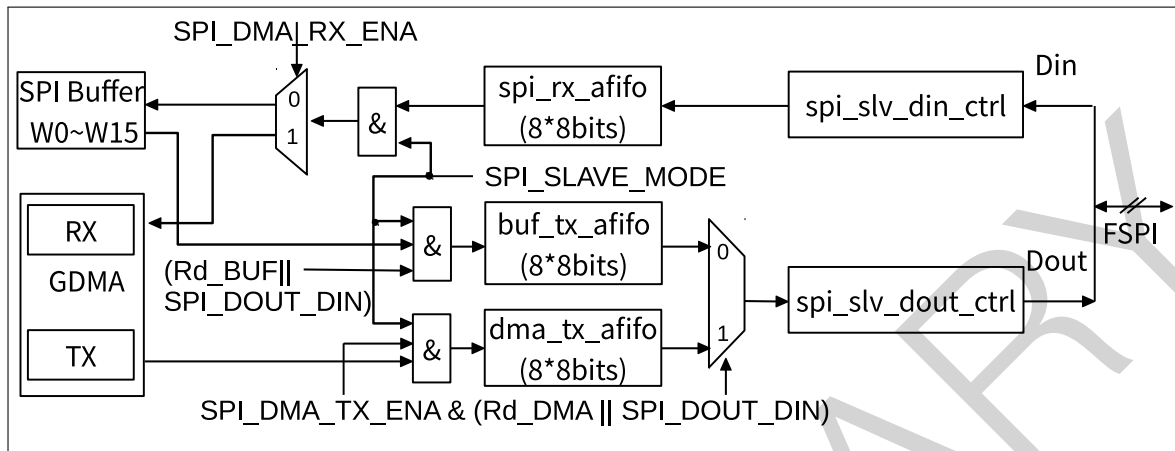 SPI_DMA_RX_ENA
SPI Buffer
W0~W15
0
1
&
spi_rx_afifo
(8*8bits)
spi_slv_din_ctrl
Din
SPI_SLAVE_MODE
RX
GDMA
TX
(Rd_BUF||
SPI_DOUT_DIN)
&
buf_tx_afifo
(8*8bits)
0
1
FSPI
Dout
spi_slv_dout_ctrl
&
dma_tx_afifo
(8*8bits)
SPI_DMA_TX_ENA & (Rd_DMA || SPI_DOUT_DIN)